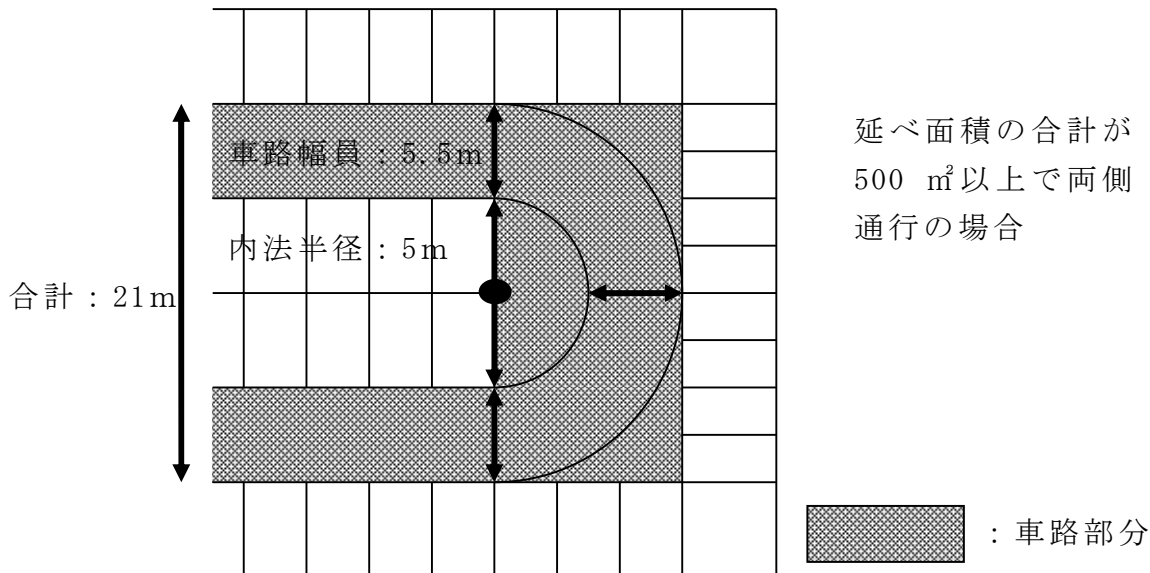 車路幅員：5.5m
内法半径：5m
合計：21m
延べ面積の合計が
500 ㎡以上で両側
通行の場合
：車路部分